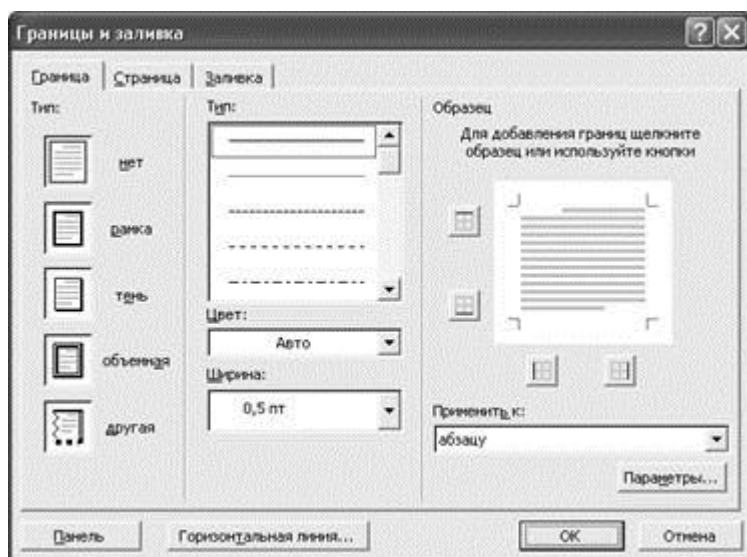 Границы и заливка
Граница
Страница
Заливка
Тип:
нет
рамка
тень
объемная
другая
Тип:
Цвет:
Авто
Ширина:
0,5 пт
Образец
Для добавления границ щелкните
образец или используйте кнопки
Применить к:
абзацу
Параметры...
Панель
Горизонтальная линия...
ОК
Отмена